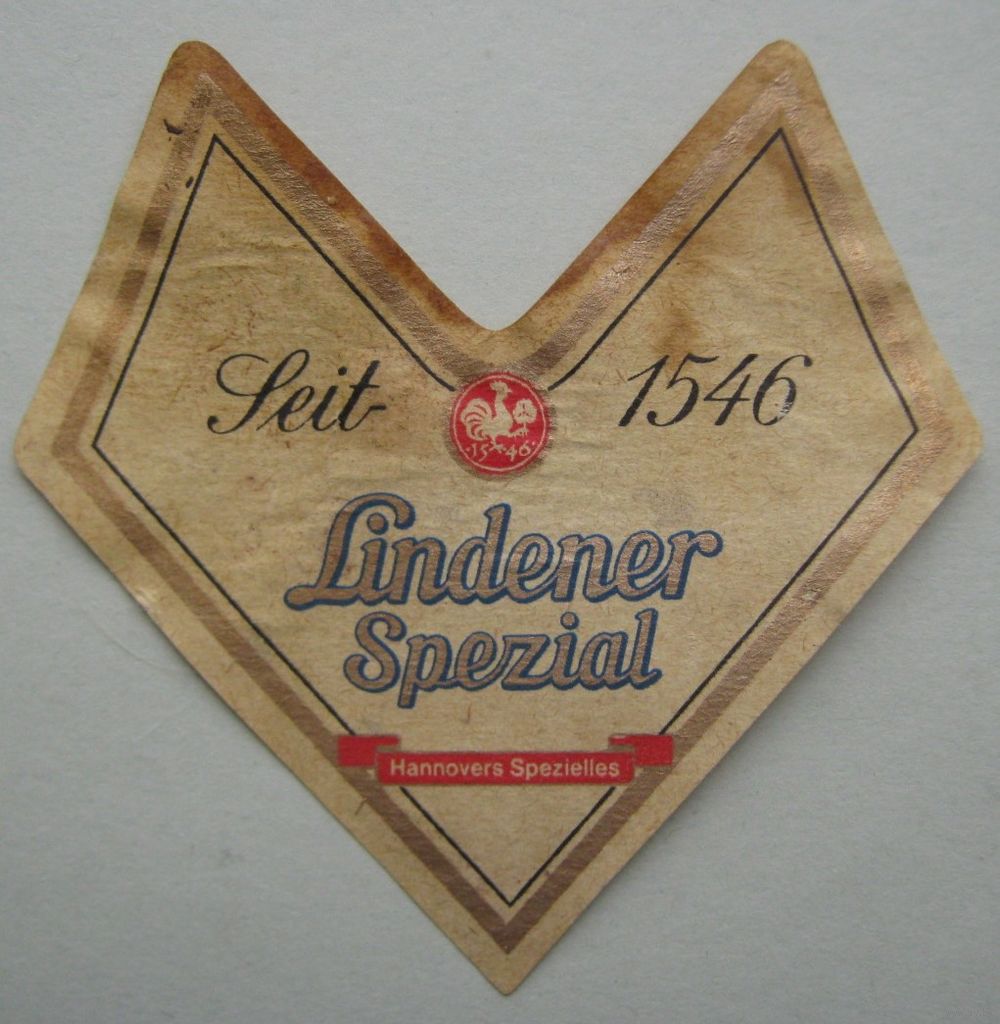 Seit 1546
·15 46·
Lindener
Spezial
Hannovers Spezielles